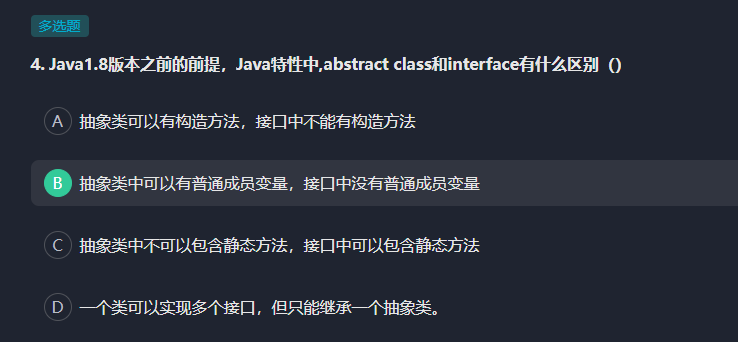 多选题
4. Java1.8版本之前的前提，Java特性中,abstract class和interface有什么区别（）
A 抽象类可以有构造方法，接口中不能有构造方法
B 抽象类中可以有普通成员变量，接口中没有普通成员变量
C 抽象类中不可以包含静态方法，接口中可以包含静态方法
D 一个类可以实现多个接口，但只能继承一个抽象类。